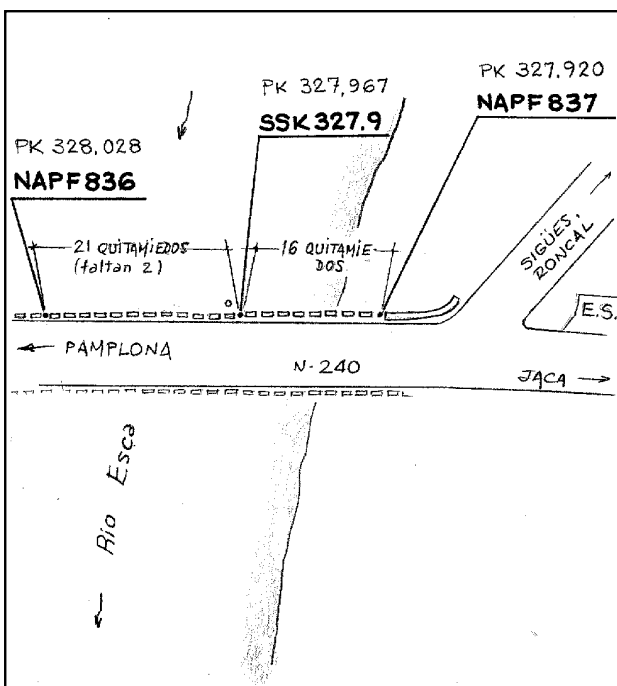 PK 327,920
NAPF 837
PK 327,967
SSK 327.9
PK 328,028
NAPF 836
21 QUITAMIEDOS
(faltan 2)
16 QUITAMIE
DOS
SIGÜES,
RONCAL
E.S.
PAMPLONA
N-240
JACA
Rio Esca